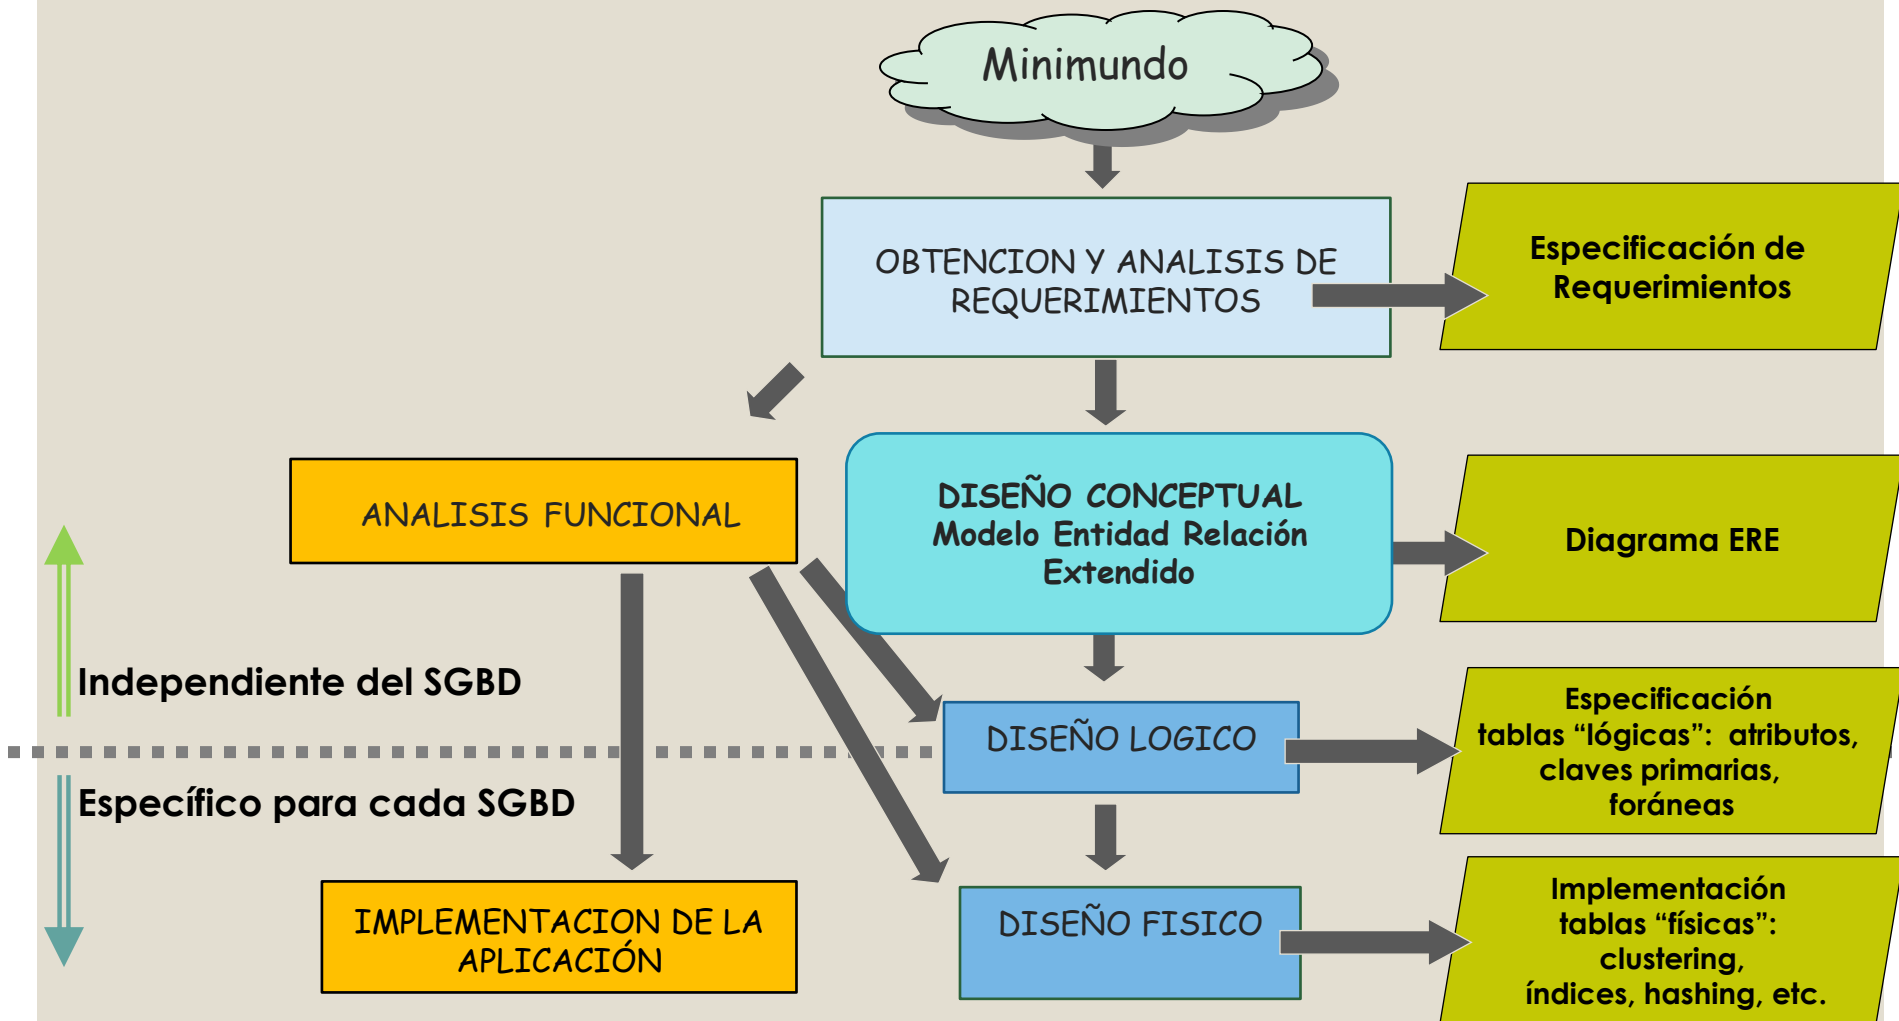 Minimundo
OBTENCION Y ANALISIS DE
REQUERIMIENTOS
Especificación de
Requerimientos
ANALISIS FUNCIONAL
DISEÑO CONCEPTUAL
Modelo Entidad Relación
Extendido
Diagrama ERE
Independiente del SGBD
DISEÑO LOGICO
Especificación
tablas “lógicas”: atributos,
claves primarias,
foráneas
Específico para cada SGBD
IMPLEMENTACION DE LA
APLICACIÓN
DISEÑO FISICO
Implementación
tablas “físicas”:
clustering,
índices, hashing, etc.